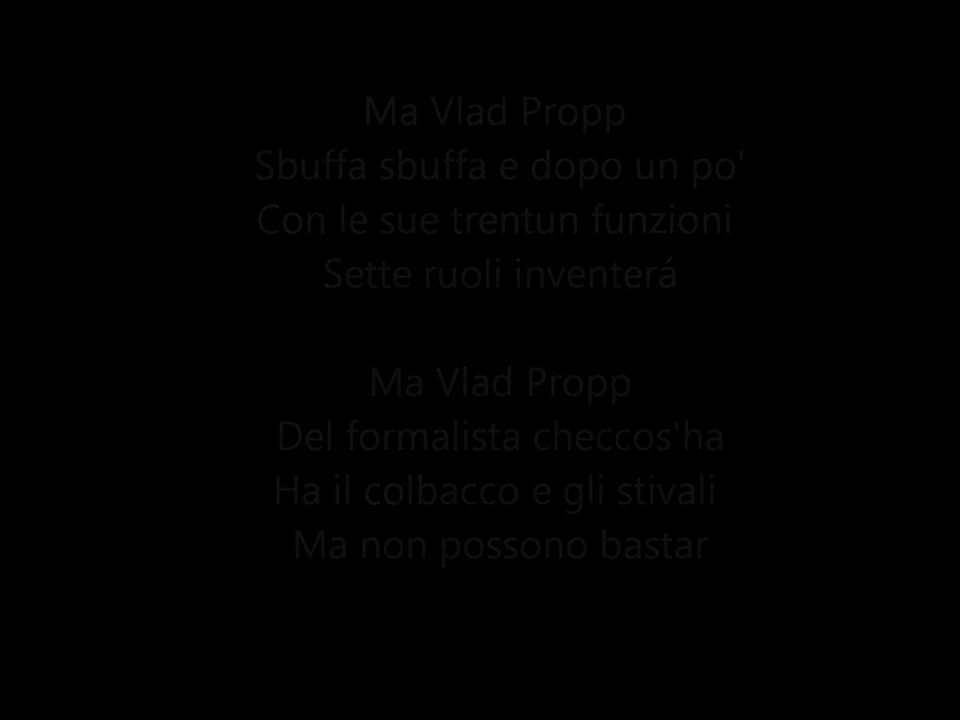 Ma Vlad Propp
Sbuffa sbuffa e dopo un po'
Con le sue trentun funzioni
Sette ruoli inventerá
Ma Vlad Propp
Del formalista checcos'ha
Ha il colbacco e gli stivali
Ma non possono bastar